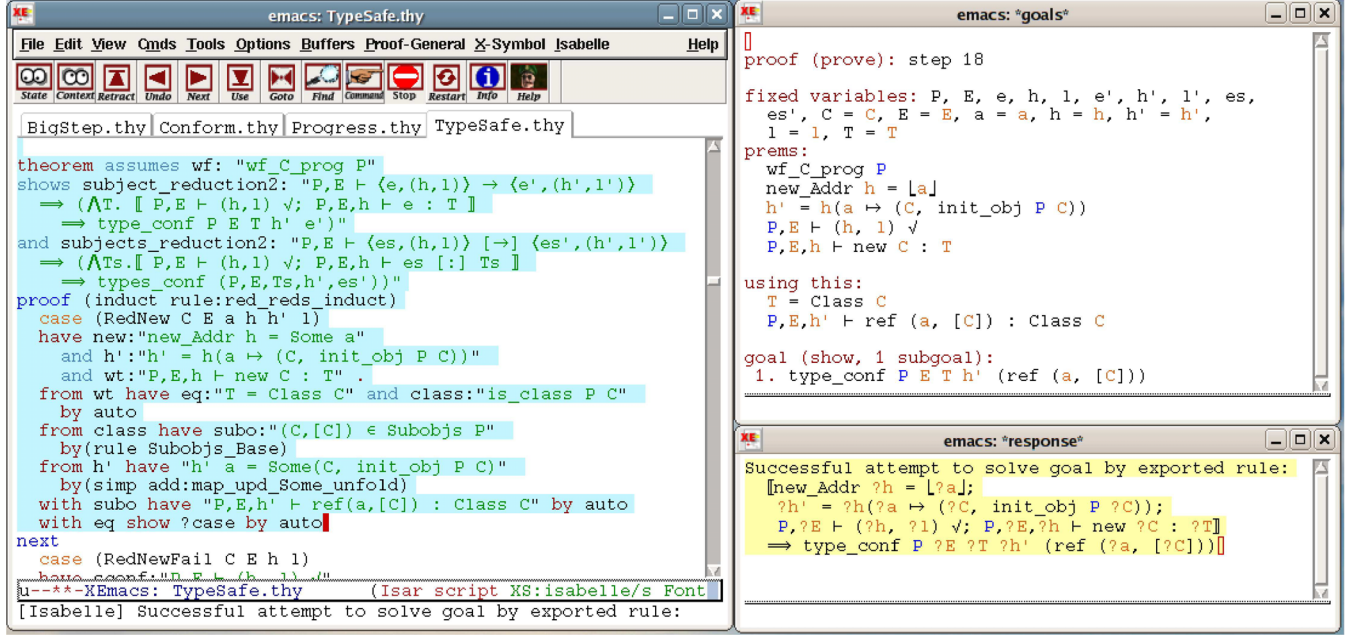 emacs: TypeSafe.thy
File Edit View Cmds Tools Options Buffers Proof-General X-Symbol Isabelle Help
State Context Retract Undo Next Use Goto Find Command Stop Restart Info Help
BigStep.thy Conform.thy Progress.thy TypeSafe.thy
theorem assumes wf: "wf_C_prog P"
shows subject_reduction2: "P,E ⊢ ⟨e,(h,l)⟩ → ⟨e',(h',l')⟩
⟹ (⋀T. ⟦ P,E ⊢ (h,l) √; P,E,h ⊢ e : T ⟧
⟹ type_conf P E T h' e')"
and subjects_reduction2: "P,E ⊢ ⟨es,(h,l)⟩ [→] ⟨es',(h',l')⟩
⟹ (⋀Ts.⟦ P,E ⊢ (h,l) √; P,E,h ⊢ es [:] Ts ⟧
⟹ types_conf (P,E,Ts,h',es'))"
proof (induct rule:red_reds_induct)
case (RedNew C E a h h' l)
have new:"new_Addr h = Some a"
and h':"h' = h(a ↦ (C, init_obj P C))"
and wt:"P,E,h ⊢ new C : T" .
from wt have eq:"T = Class C" and class:"is_class P C"
by auto
from class have subo:"(C,[C]) ∈ Subobjs P"
by(rule Subobjs_Base)
from h' have "h' a = Some(C, init_obj P C)"
by(simp add:map_upd_Some_unfold)
with subo have "P,E,h' ⊢ ref(a,[C]) : Class C" by auto
with eq show ?case by auto
next
case (RedNewFail C E h l)
have sconf:"P,E ⊢ (h, l) √"
u--**-XEmacs: TypeSafe.thy (Isar script XS:isabelle/s Font
[Isabelle] Successful attempt to solve goal by exported rule:
emacs: *goals*
proof (prove): step 18
fixed variables: P, E, e, h, l, e', h', l', es,
es', C = C, E = E, a = a, h = h, h' = h',
l = l, T = T
prems:
wf_C_prog P
new_Addr h = ⌊a⌋
h' = h(a ↦ (C, init_obj P C))
P,E ⊢ (h, l) √
P,E,h ⊢ new C : T
using this:
T = Class C
P,E,h' ⊢ ref (a, [C]) : Class C
goal (show, 1 subgoal):
1. type_conf P E T h' (ref (a, [C]))
emacs: *response*
Successful attempt to solve goal by exported rule:
⟦new_Addr ?h = ⌊?a⌋;
?h' = ?h(?a ↦ (?C, init_obj P ?C));
P,?E ⊢ (?h, ?l) √; P,?E,?h ⊢ new ?C : ?T⟧
⟹ type_conf P ?E ?T ?h' (ref (?a, [?C]))